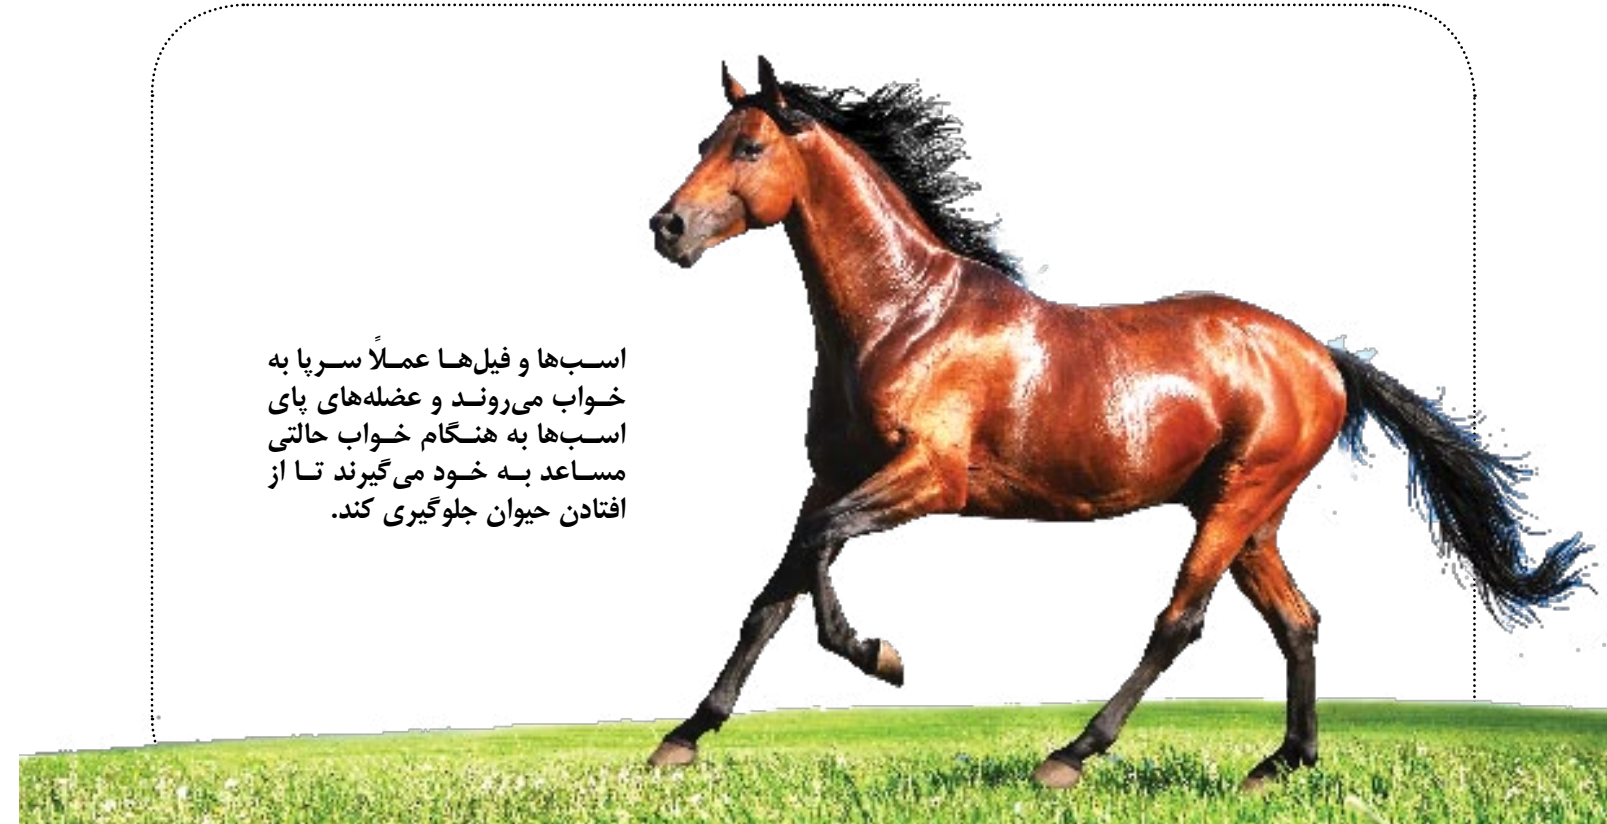 اسب‌ها و فیل‌ها عملاً سرپا به
خواب می‌روند و عضله‌های پای
اسب‌ها به هنگام خواب حالتی
مساعد به خود می‌گیرند تا از
افتادن حیوان جلوگیری کند.